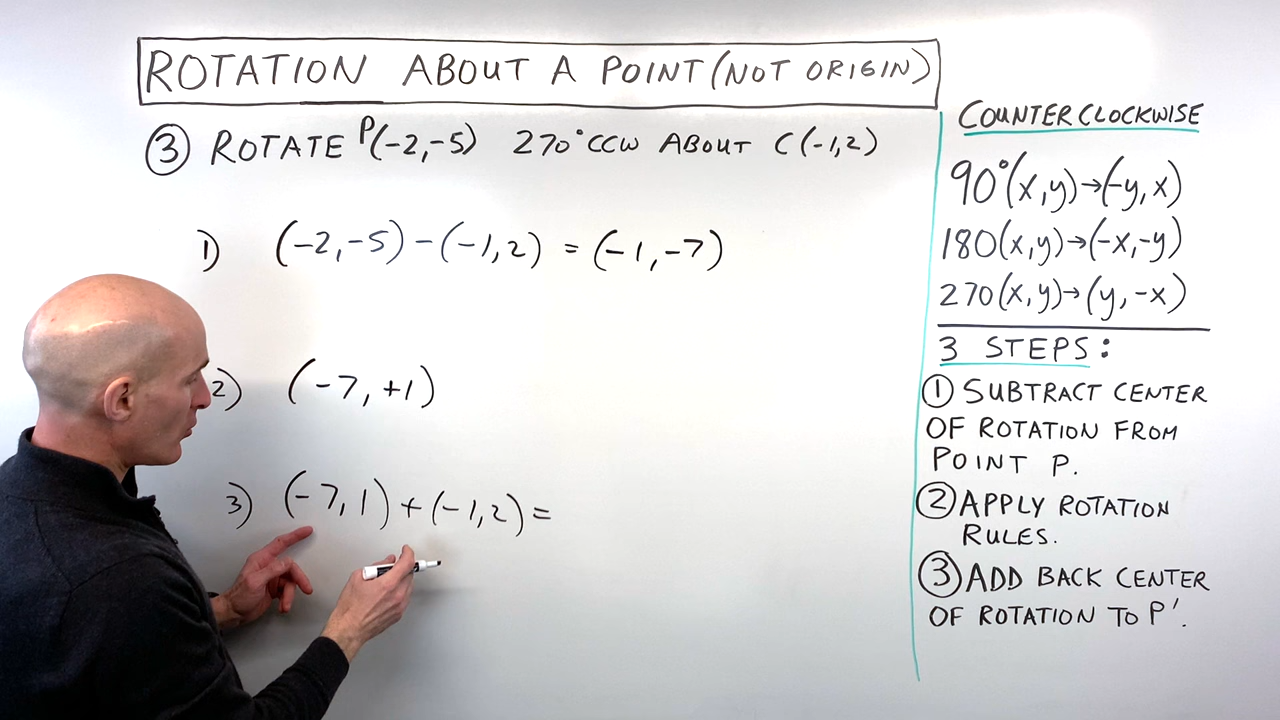 ROTATION ABOUT A POINT (NOT ORIGIN)
③ ROTATE P(-2,-5) 270° CCW ABOUT C(-1,2)
1) (-2,-5) - (-1,2) = (-1,-7)
2) (-7,+1)
3) (-7,1) + (-1,2) =
COUNTERCLOCKWISE
90° (x,y)→(-y,x)
180 (x,y)→(-x,-y)
270 (x,y)→(y,-x)
3 STEPS:
① SUBTRACT CENTER
OF ROTATION FROM
POINT P.
② APPLY ROTATION
RULES.
③ ADD BACK CENTER
OF ROTATION TO P'.